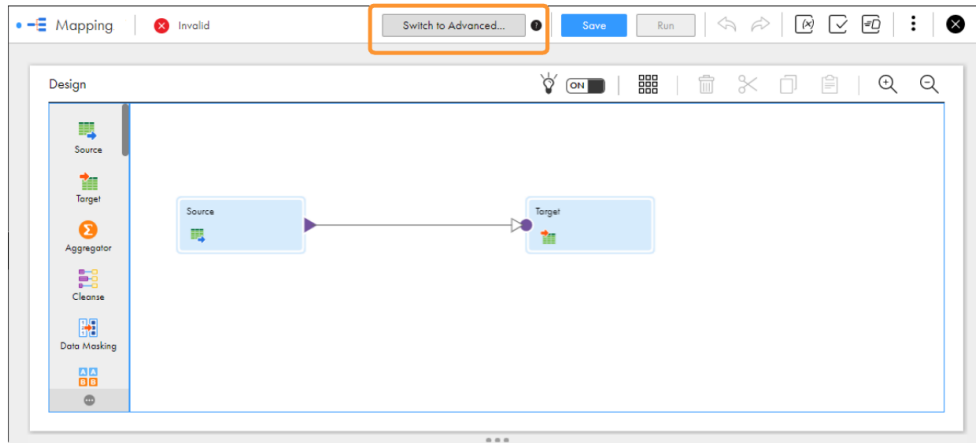 Mapping
Invalid
Switch to Advanced...
?
Save
Run
Design
ON
Source
Target
Aggregator
Cleanse
Data Masking
Source
Target